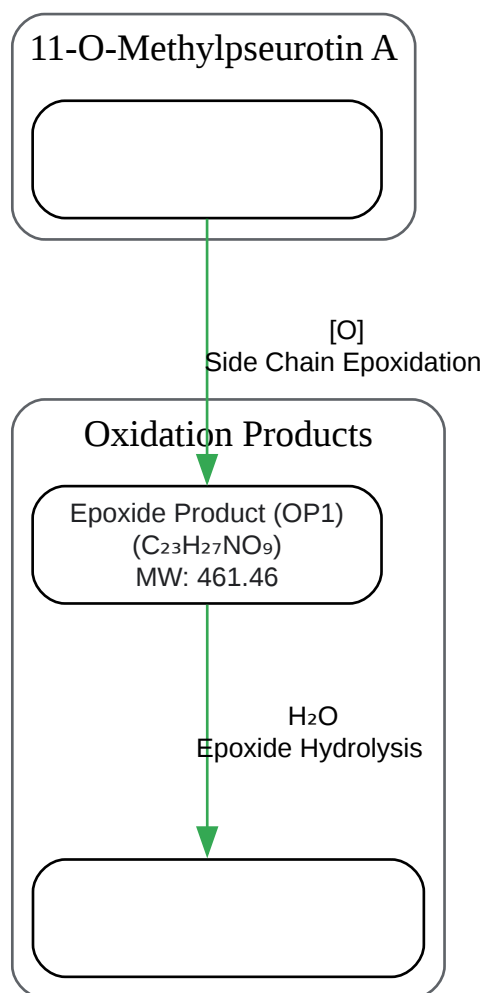 11-O-Methylpseurotin A
[O]
Side Chain Epoxidation
Oxidation Products
Epoxide Product (OP1)
(C₂₃H₂₇NO₉)
MW: 461.46
H₂O
Epoxide Hydrolysis